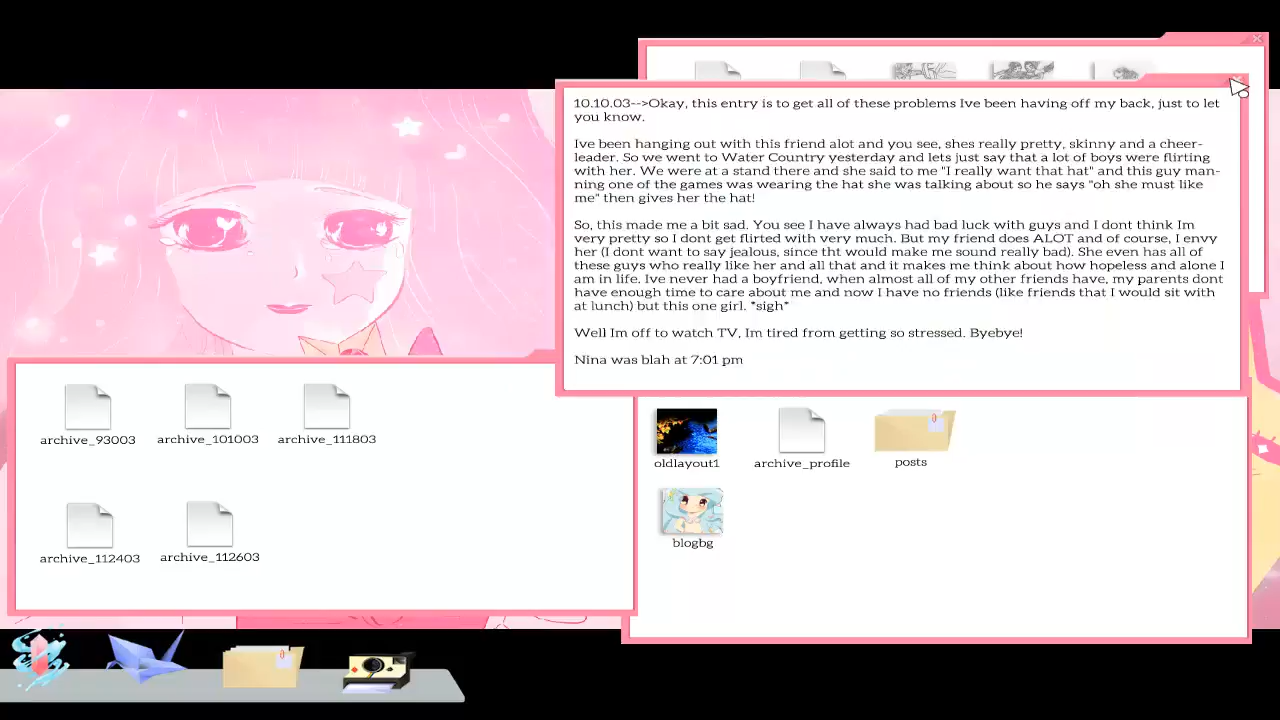 10.10.03-->Okay, this entry is to get all of these problems Ive been having off my back, just to let
you know.
Ive been hanging out with this friend alot and you see, shes really pretty, skinny and a cheer-
leader. So we went to Water Country yesterday and lets just say that a lot of boys were flirting
with her. We were at a stand there and she said to me "I really want that hat" and this guy man-
ning one of the games was wearing the hat she was talking about so he says "oh she must like
me" then gives her the hat!
So, this made me a bit sad. You see I have always had bad luck with guys and I dont think Im
very pretty so I dont get flirted with very much. But my friend does ALOT and of course, I envy
her (I dont want to say jealous, since tht would make me sound really bad). She even has all of
these guys who really like her and all that and it makes me think about how hopeless and alone I
am in life. Ive never had a boyfriend, when almost all my other friends have, my parents dont
have enough time to care about me and now I have no friends (like friends that I would sit with
at lunch) but this one girl. *sigh*
Well Im off to watch TV, Im tired from getting so stressed. Byebye!
Nina was blah at 7:01 pm
archive_93003
archive_101003
archive_111803
archive_112403
archive_112603
oldlayout1
archive_profile
posts
blogbg